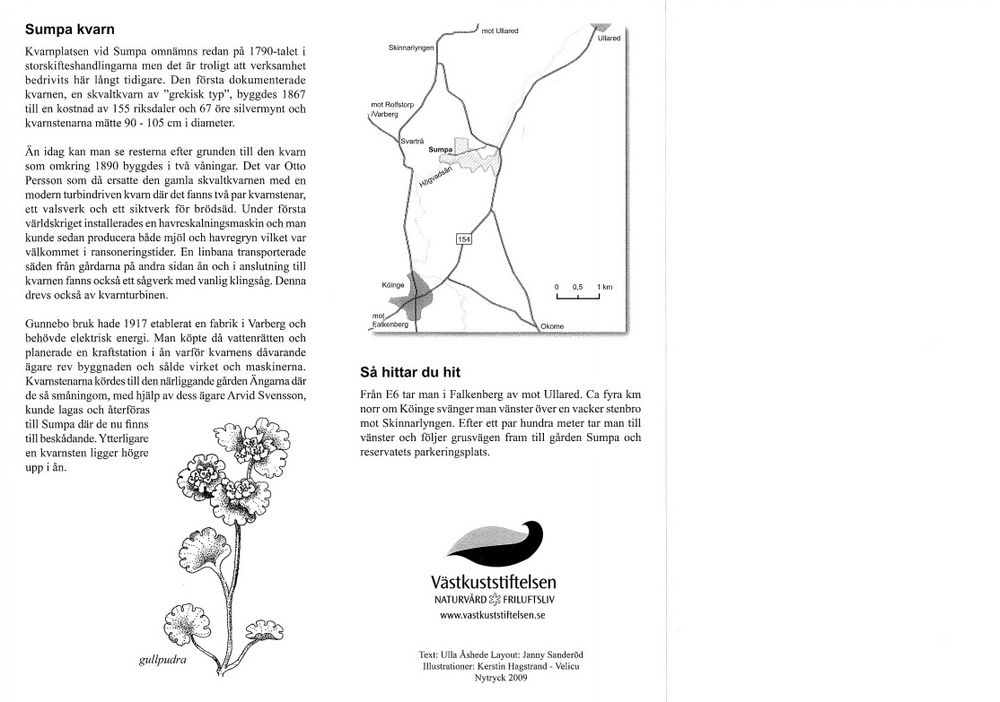 Sumpa kvarn
Kvarnplatsen vid Sumpa omnämns redan på 1790-talet i
storskifteshandlingarna men det är troligt att verksamhet
bedrivits här långt tidigare. Den första dokumenterade
kvarnen, en skvaltkvarn av ”grekisk typ”, byggdes 1867
till en kostnad av 155 riksdaler och 67 öre silvermynt och
kvarnstenarna mätte 90 - 105 cm i diameter.
Än idag kan man se resterna efter grunden till den kvarn
som omkring 1890 byggdes i två våningar. Det var Otto
Persson som då ersatte den gamla skvaltkvarnen med en
modern turbindriven kvarn där det fanns två par kvarnstenar,
ett valsverk och ett siktverk för brödsäd. Under första
världskriget installerades en havreskalningsmaskin och man
kunde sedan producera både mjöl och havregryn vilket var
välkommet i ransoneringstider. En linbana transporterade
säden från gårdarna på andra sidan ån och i anslutning till
kvarnen fanns också ett sågverk med vanlig klingsåg. Denna
drevs också av kvarnturbinen.
Gunnebo bruk hade 1917 etablerat en fabrik i Varberg och
behövde elektrisk energi. Man köpte då vattenrätten och
planerade en kraftstation i ån varför kvarnens dåvarande
ägare rev byggnaden och sålde virket och maskinerna.
Kvarnstenarna kördes till den närliggande gården Ängarna där
de så småningom, med hjälp av dess ägare Arvid Svensson,
kunde lagas och återföras
till Sumpa där de nu finns
till beskådande. Ytterligare
en kvarnsten ligger högre
upp i ån.
gullpudra
mot Ullared
Ullared
Skinnarlyngen
mot Rolfstorp
/Varberg
Svartrå
Sumpa
Högvadsån
154
Köinge
0 0,5 1 km
mot
Falkenberg
Okome
Så hittar du hit
Från E6 tar man i Falkenberg av mot Ullared. Ca fyra km
norr om Köinge svänger man vänster över en vacker stenbro
mot Skinnarlyngen. Efter ett par hundra meter tar man till
vänster och följer grusvägen fram till gården Sumpa och
reservatets parkeringsplats.
Västkuststiftelsen
NATURVÅRD FRILUFTSLIV
www.vastkuststiftelsen.se
Text: Ulla Åshede Layout: Janny Sanderöd
Illustrationer: Kerstin Hagstrand - Velicu
Nytryck 2009